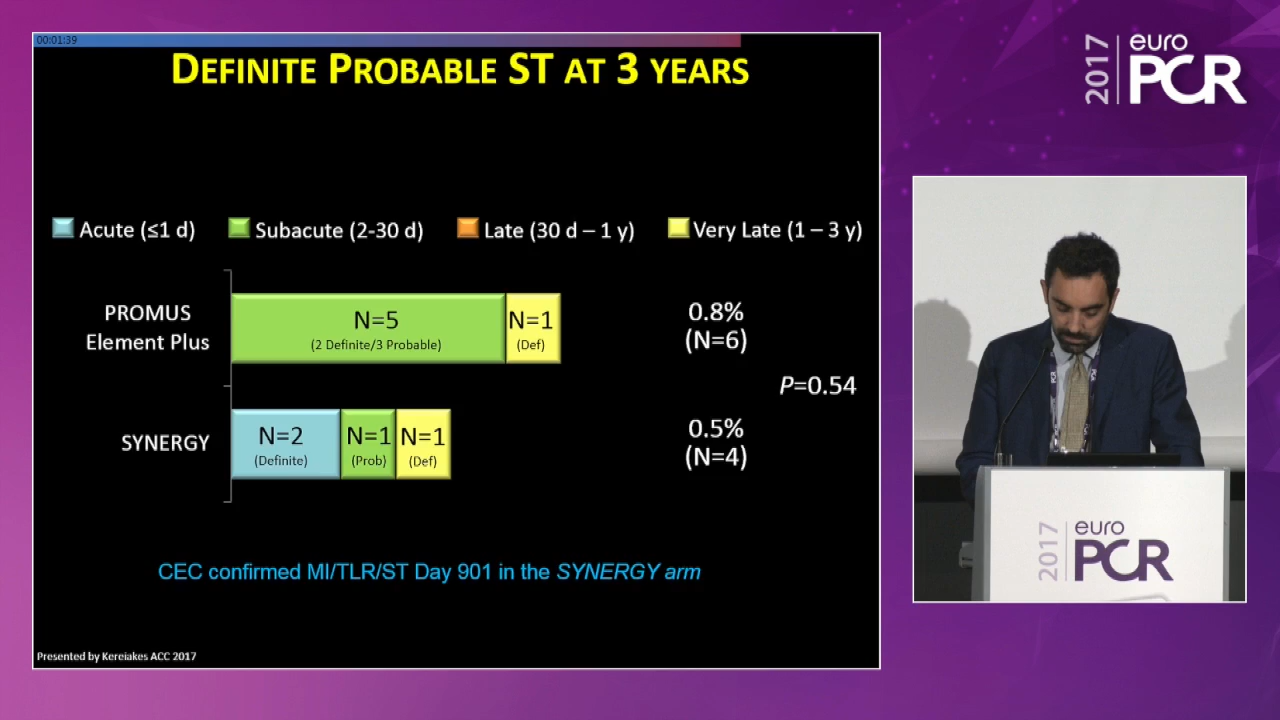 00:01:39
DEFINITE PROBABLE ST AT 3 YEARS
Acute (≤1 d)
Subacute (2-30 d)
Late (30 d – 1 y)
Very Late (1 – 3 y)
PROMUS
Element Plus
N=5
(2 Definite/3 Probable)
N=1
(Def)
0.8%
(N=6)
P=0.54
SYNERGY
N=2
(Definite)
N=1
(Prob)
N=1
(Def)
0.5%
(N=4)
CEC confirmed MI/TLR/ST Day 901 in the SYNERGY arm
Presented by Kereiakes ACC 2017
2017
euro
PCR
PCR
2017
euro
PCR